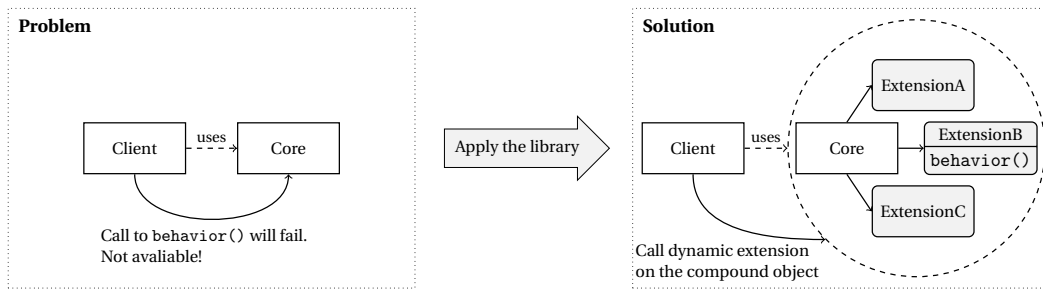 Problem
Client
uses
Core
Call to behavior() will fail.
Not avaliable!
Apply the library
Solution
Client
uses
Core
ExtensionA
ExtensionB
behavior()
ExtensionC
Call dynamic extension
on the compound object